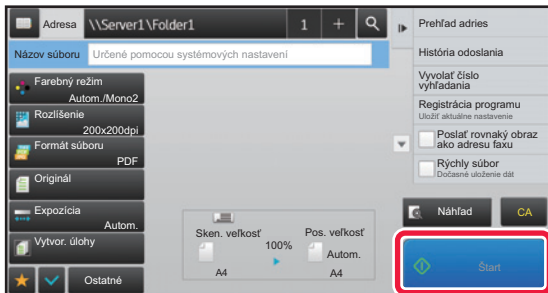 Adresa \\Server1\Folder1 1 +
Názov súboru Určené pomocou systémových nastavení
Farebný režim
Autom./Mono2
Rozlíšenie
200x200dpi
Formát súboru
PDF
Originál
Expozícia
Autom.
Vytvor. úlohy
Ostatné
Sken. veľkosť
A4
100%
Pos. veľkosť
Autom.
A4
Prehľad adries
História odoslania
Vyvolať číslo
vyhľadania
Registrácia programu
Uložiť aktuálne nastavenie
Poslať rovnaký obraz
ako adresu faxu
Rýchly súbor
Dočasné uloženie dát
Náhľad
CA
Štart